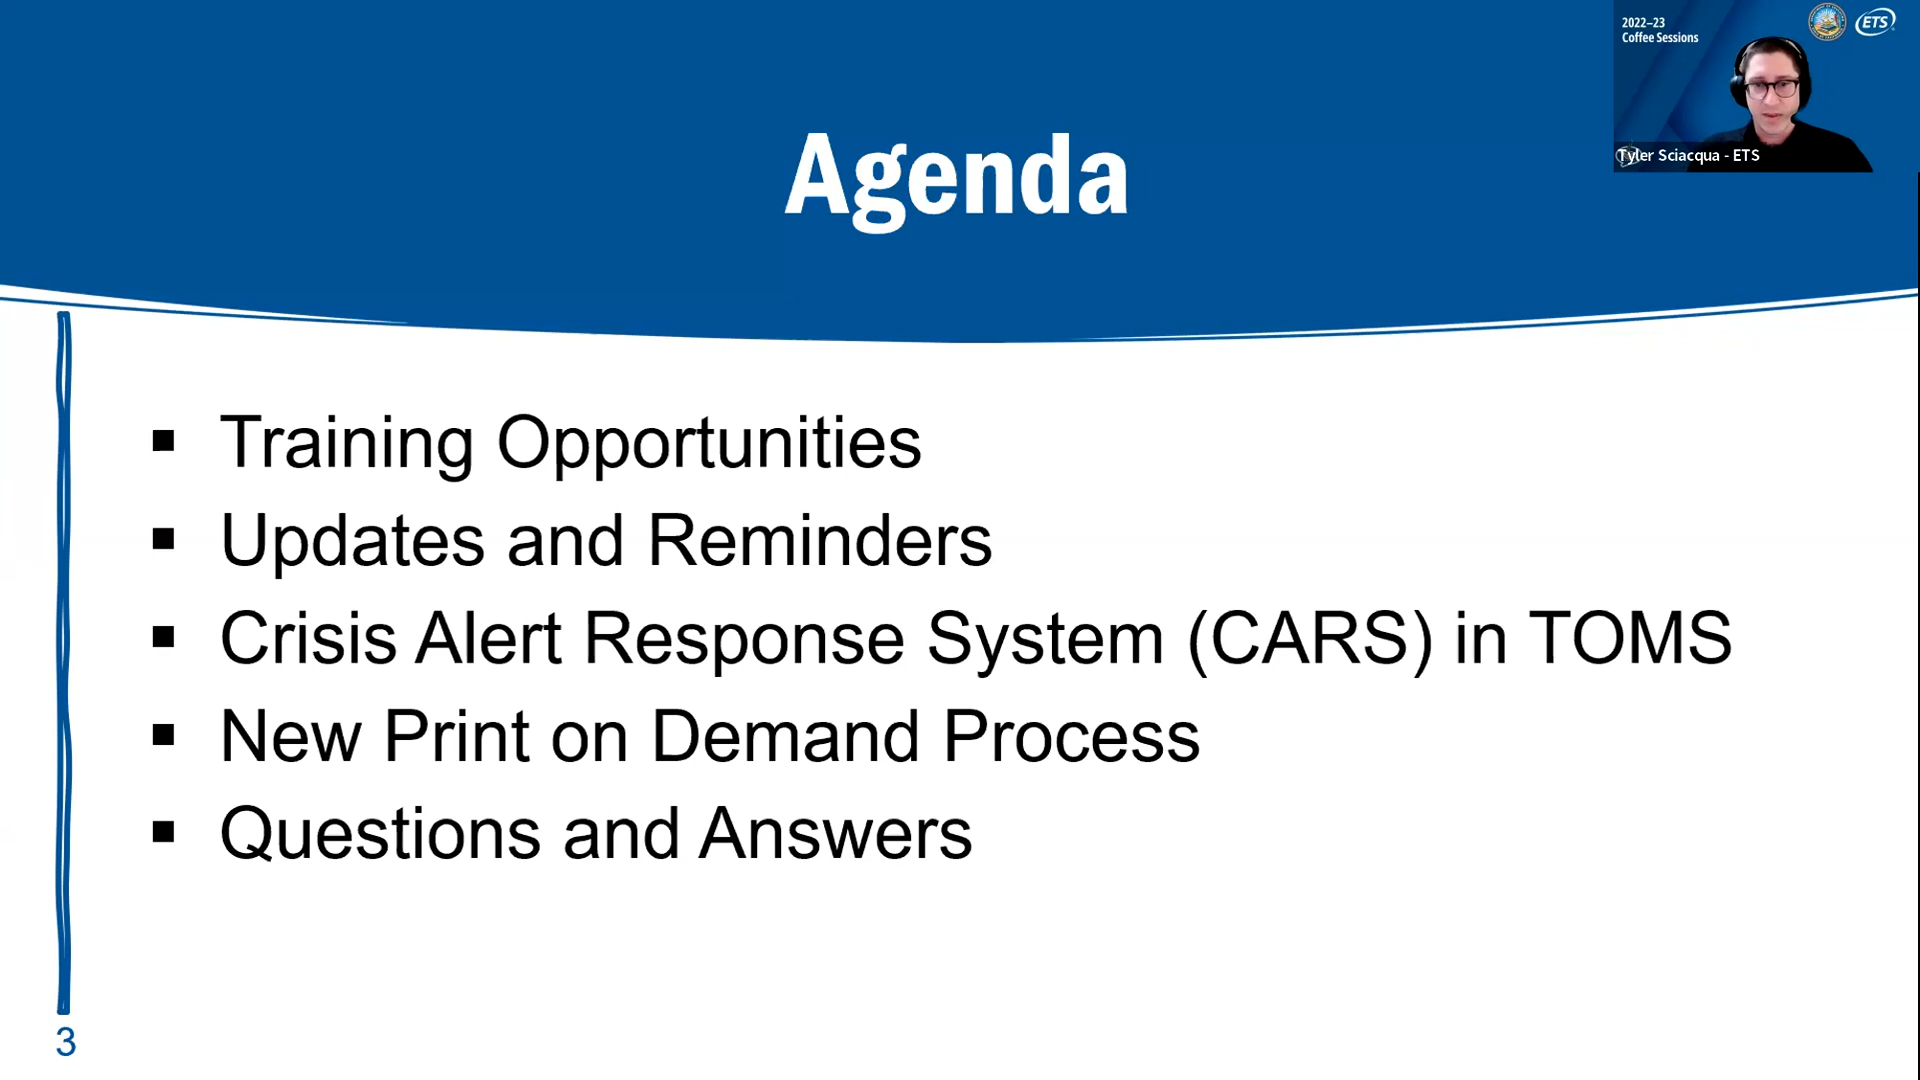 2022–23
Coffee Sessions
ETS
Tyler Sciacqua - ETS
Agenda
▪ Training Opportunities
▪ Updates and Reminders
▪ Crisis Alert Response System (CARS) in TOMS
▪ New Print on Demand Process
▪ Questions and Answers
3